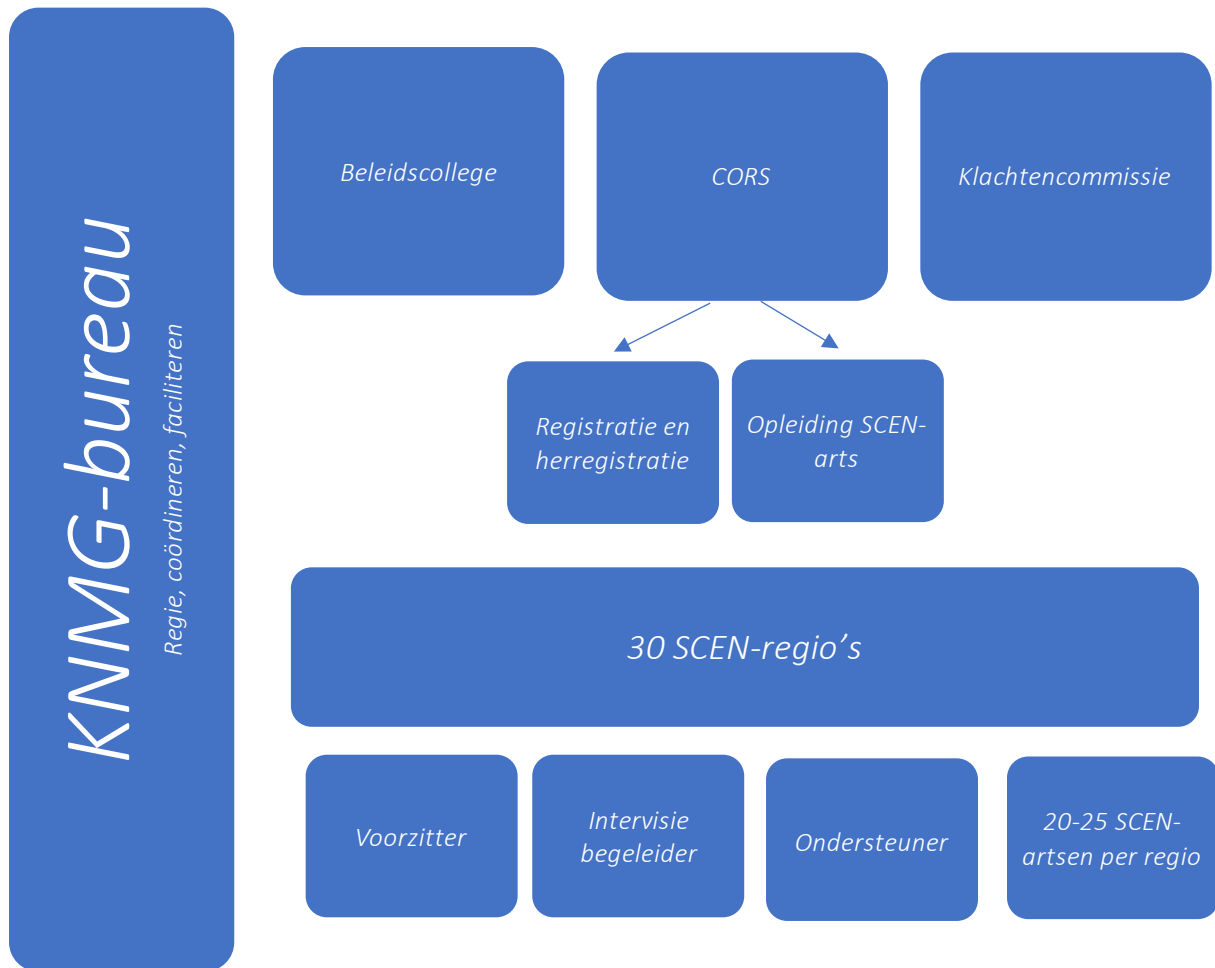 KNMG-bureau
Regie, coördineren, faciliteren
Beleidscollege
CORS
Klachtencommissie
Registratie en
herregistratie
Opleiding SCEN-
arts
30 SCEN-regio’s
Voorzitter
Intervisie
begeleider
Ondersteuner
20-25 SCEN-
artsen per regio